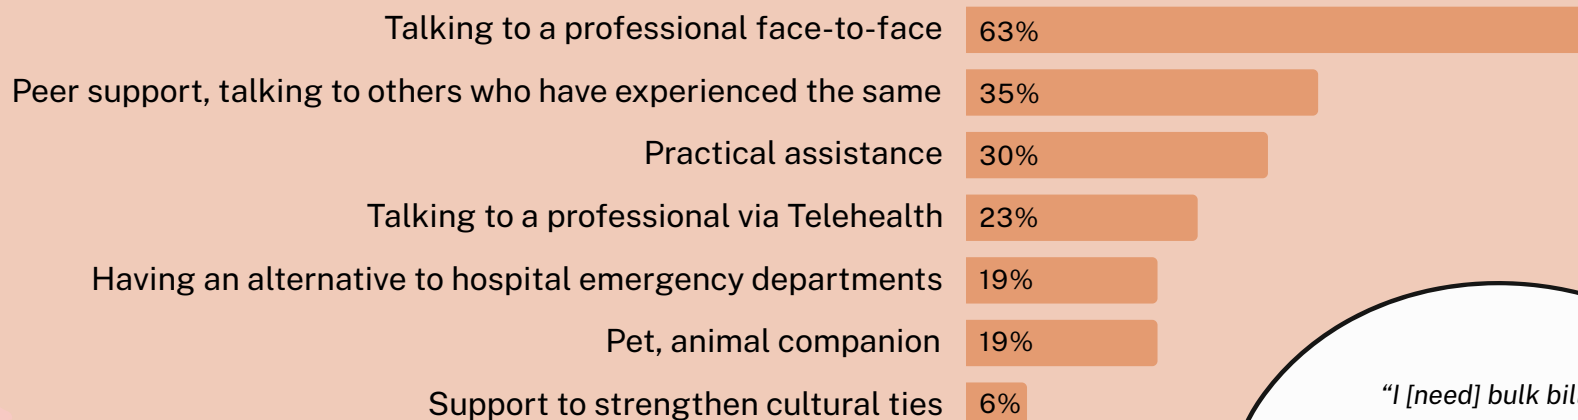 Talking to a professional face-to-face 63%
Peer support, talking to others who have experienced the same 35%
Practical assistance 30%
Talking to a professional via Telehealth 23%
Having an alternative to hospital emergency departments 19%
Pet, animal companion 19%
Support to strengthen cultural ties 6%
“I [need] bulk